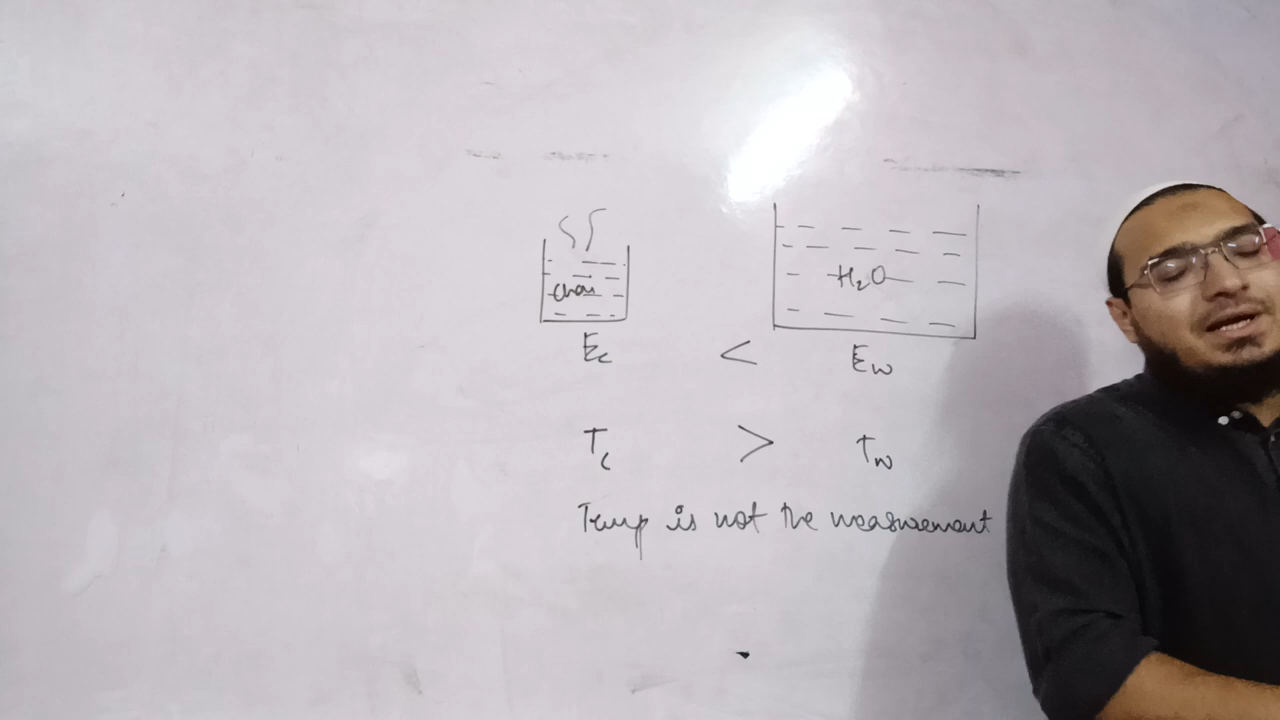 Chai
H₂O
Ec < Ew
Tc > Tw
Temp is not the measurement